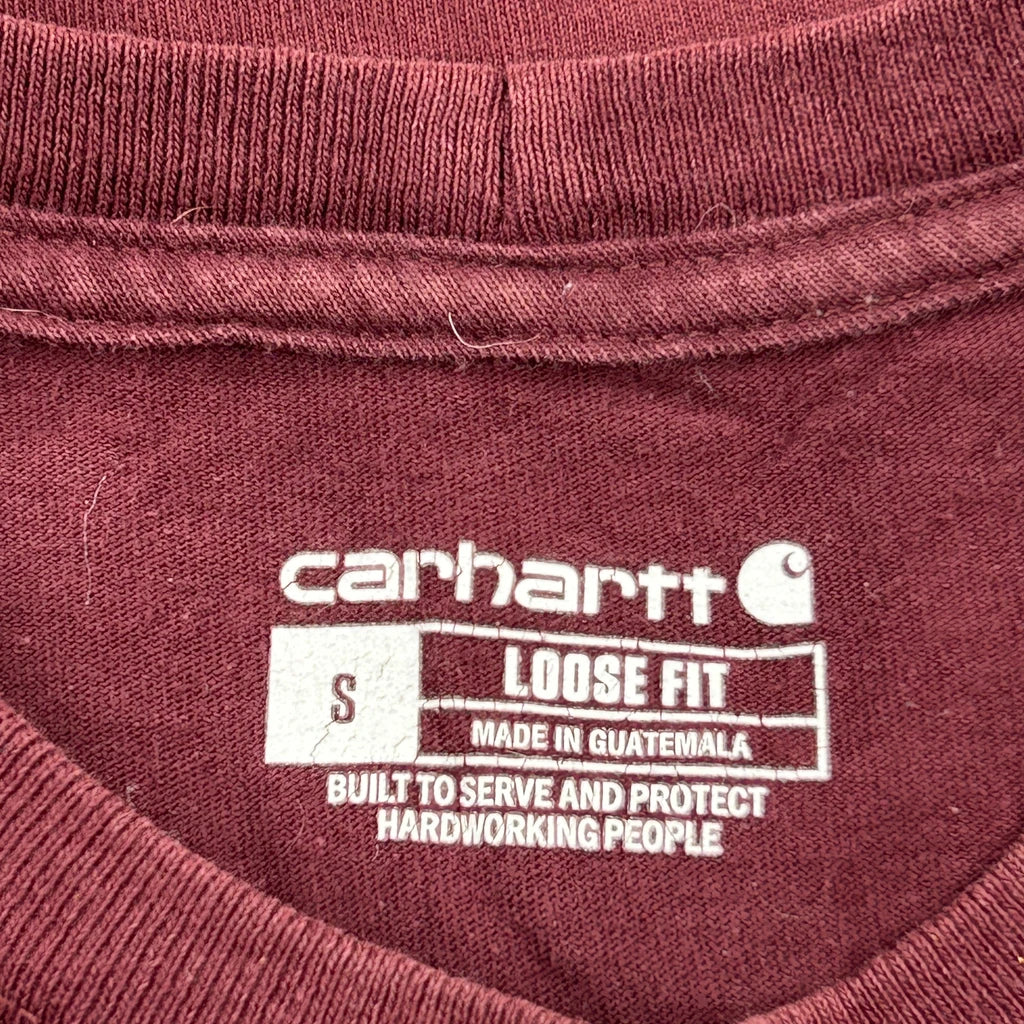 carhartt
S
LOOSE FIT
MADE IN GUATEMALA
BUILT TO SERVE AND PROTECT
HARDWORKING PEOPLE